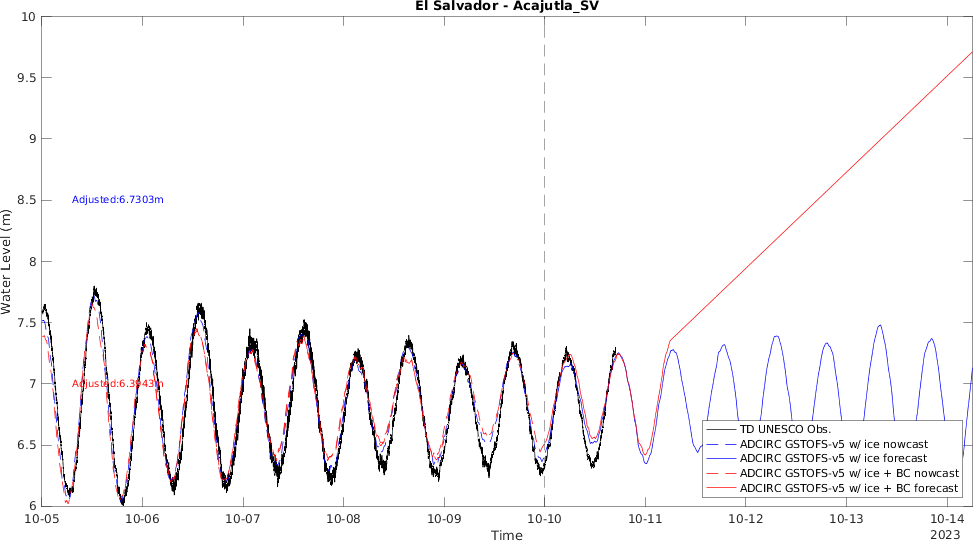 El Salvador - Acajutla_SV
10
9.5
9
8.5
8
7.5
7
6.5
6
Water Level (m)
Adjusted:6.7303m
Adjusted:6.3943m
TD UNESCO Obs.
ADCIRC GSTOFS-v5 w/ ice nowcast
ADCIRC GSTOFS-v5 w/ ice forecast
ADCIRC GSTOFS-v5 w/ ice + BC nowcast
ADCIRC GSTOFS-v5 w/ ice + BC forecast
10-05 10-06 10-07 10-08 10-09 10-10 10-11 10-12 10-13 10-14
2023
Time